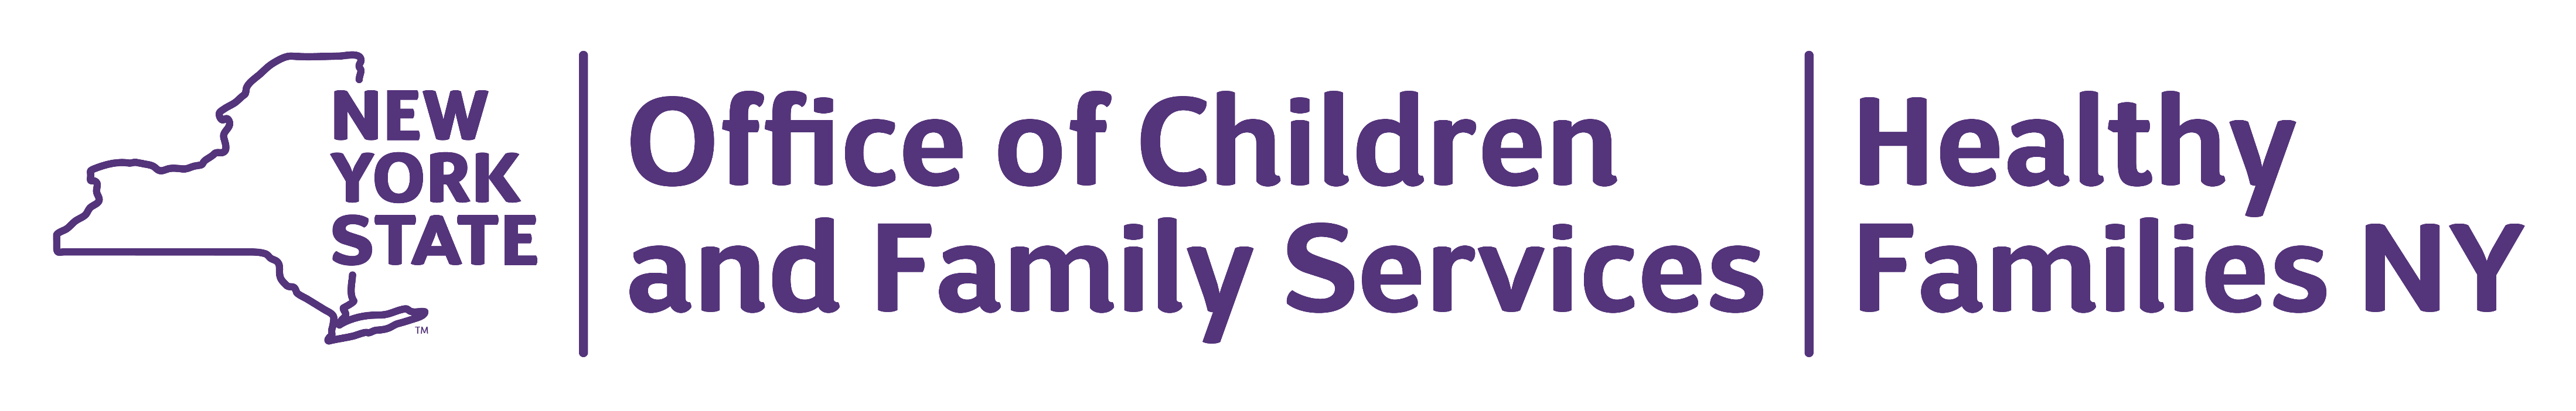 NEW
YORK
STATE
TM
Office of Children
and Family Services
Healthy
Families NY